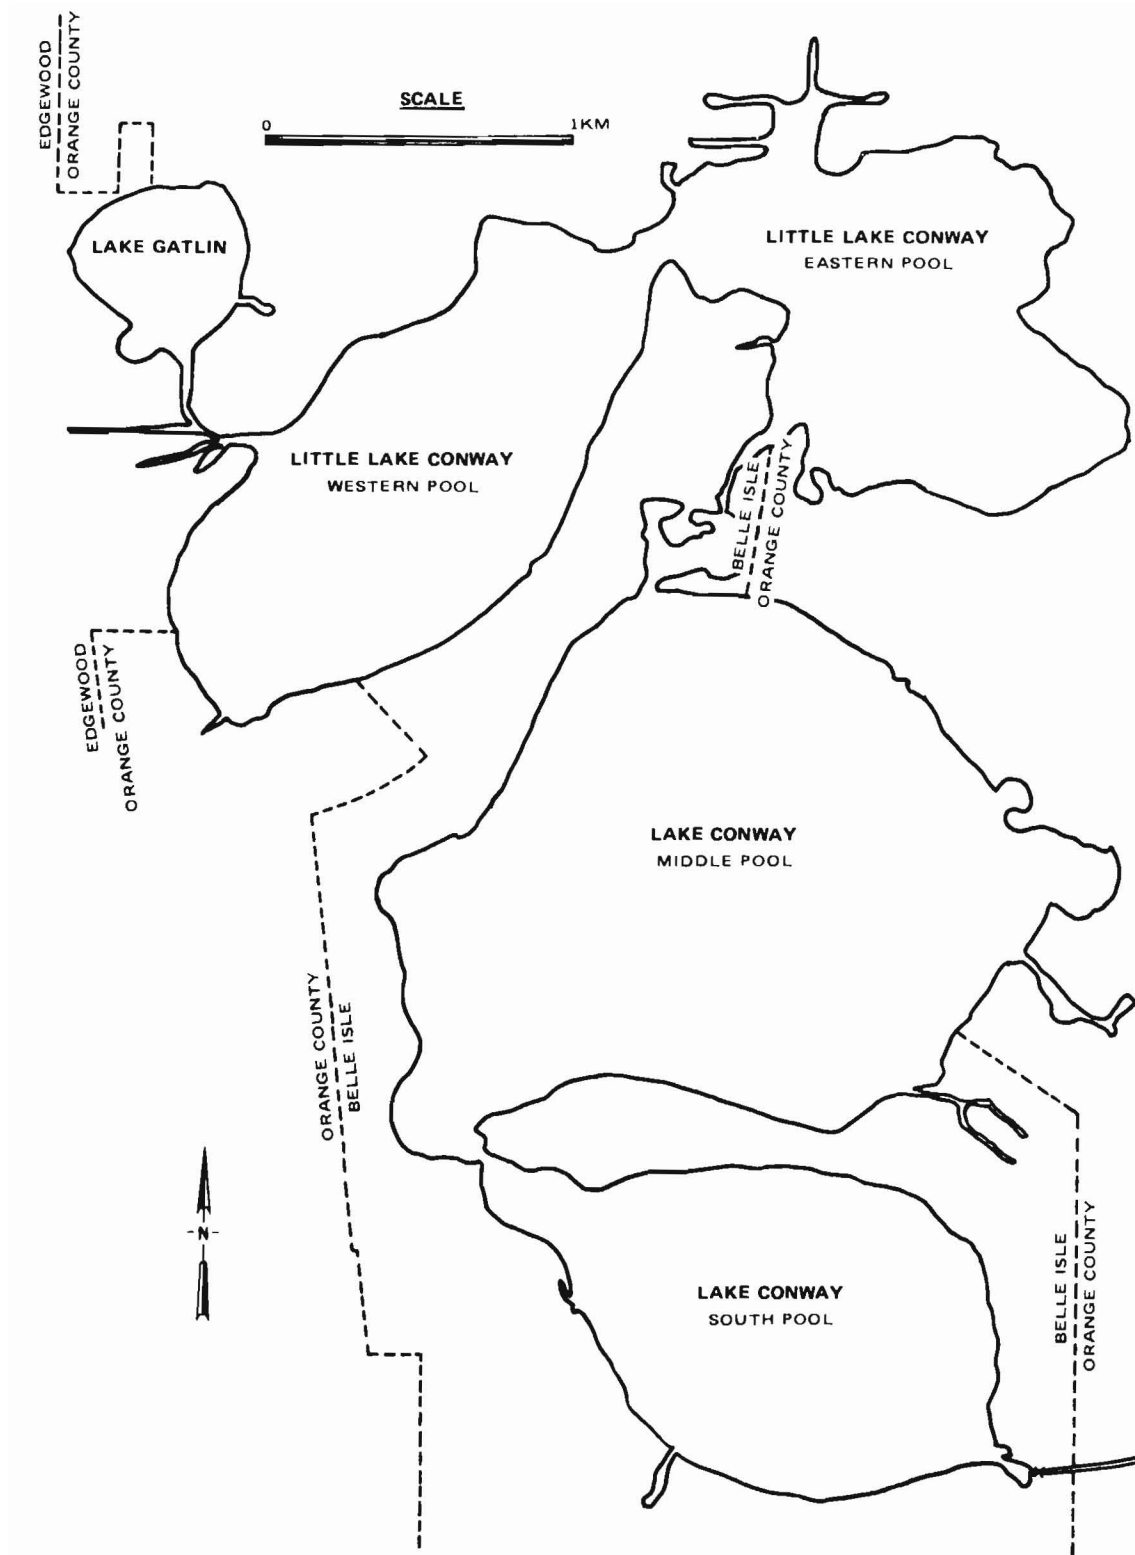 EDGEWOOD
ORANGE COUNTY
SCALE
0 1KM
LAKE GATLIN
LITTLE LAKE CONWAY
EASTERN POOL
LITTLE LAKE CONWAY
WESTERN POOL
BELLE ISLE
ORANGE COUNTY
EDGEWOOD
ORANGE COUNTY
LAKE CONWAY
MIDDLE POOL
ORANGE COUNTY
BELLE ISLE
N
LAKE CONWAY
SOUTH POOL
BELLE ISLE
ORANGE COUNTY